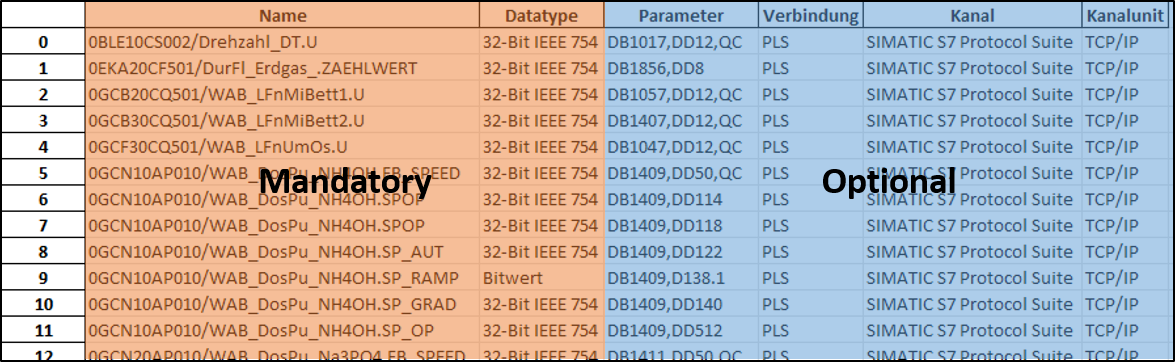 Name Datatype Parameter Verbindung Kanal Kanalunit
0 0BLE10CS002/Drehzahl_DT.U 32-Bit IEEE 754 DB1017,DD12,QC PLS SIMATIC S7 Protocol Suite TCP/IP
1 0EKA20CF501/DurFl_Erdgas_.ZAEHLWERT 32-Bit IEEE 754 DB1856,DD8 PLS SIMATIC S7 Protocol Suite TCP/IP
2 0GCB20CQ501/WAB_LFnMiBett1.U 32-Bit IEEE 754 DB1057,DD12,QC PLS SIMATIC S7 Protocol Suite TCP/IP
3 0GCB30CQ501/WAB_LFnMiBett2.U 32-Bit IEEE 754 DB1407,DD12,QC PLS SIMATIC S7 Protocol Suite TCP/IP
4 0GCF30CQ501/WAB_LFnUmOs.U 32-Bit IEEE 754 DB1047,DD12,QC PLS SIMATIC S7 Protocol Suite TCP/IP
5 0GCN10AP010/WAB_DosPu_NH4OH.FB_SPEED 32-Bit IEEE 754 DB1409,DD50,QC PLS SIMATIC S7 Protocol Suite TCP/IP
Mandatory Optional
6 0GCN10AP010/WAB_DosPu_NH4OH.SPOP 32-Bit IEEE 754 DB1409,DD114 PLS SIMATIC S7 Protocol Suite TCP/IP
7 0GCN10AP010/WAB_DosPu_NH4OH.SPOP 32-Bit IEEE 754 DB1409,DD118 PLS SIMATIC S7 Protocol Suite TCP/IP
8 0GCN10AP010/WAB_DosPu_NH4OH.SP_AUT 32-Bit IEEE 754 DB1409,DD122 PLS SIMATIC S7 Protocol Suite TCP/IP
9 0GCN10AP010/WAB_DosPu_NH4OH.SP_RAMP Bitwert DB1409,D138.1 PLS SIMATIC S7 Protocol Suite TCP/IP
10 0GCN10AP010/WAB_DosPu_NH4OH.SP_GRAD 32-Bit IEEE 754 DB1409,DD140 PLS SIMATIC S7 Protocol Suite TCP/IP
11 0GCN10AP010/WAB_DosPu_NH4OH.SP_OP 32-Bit IEEE 754 DB1409,DD512 PLS SIMATIC S7 Protocol Suite TCP/IP
12 0GCN20AP010/WAB_DosPu_Na3PO4.FB_SPEED 32-Bit IEEE 754 DB1411,DD50,QC PLS SIMATIC S7 Protocol Suite TCP/IP